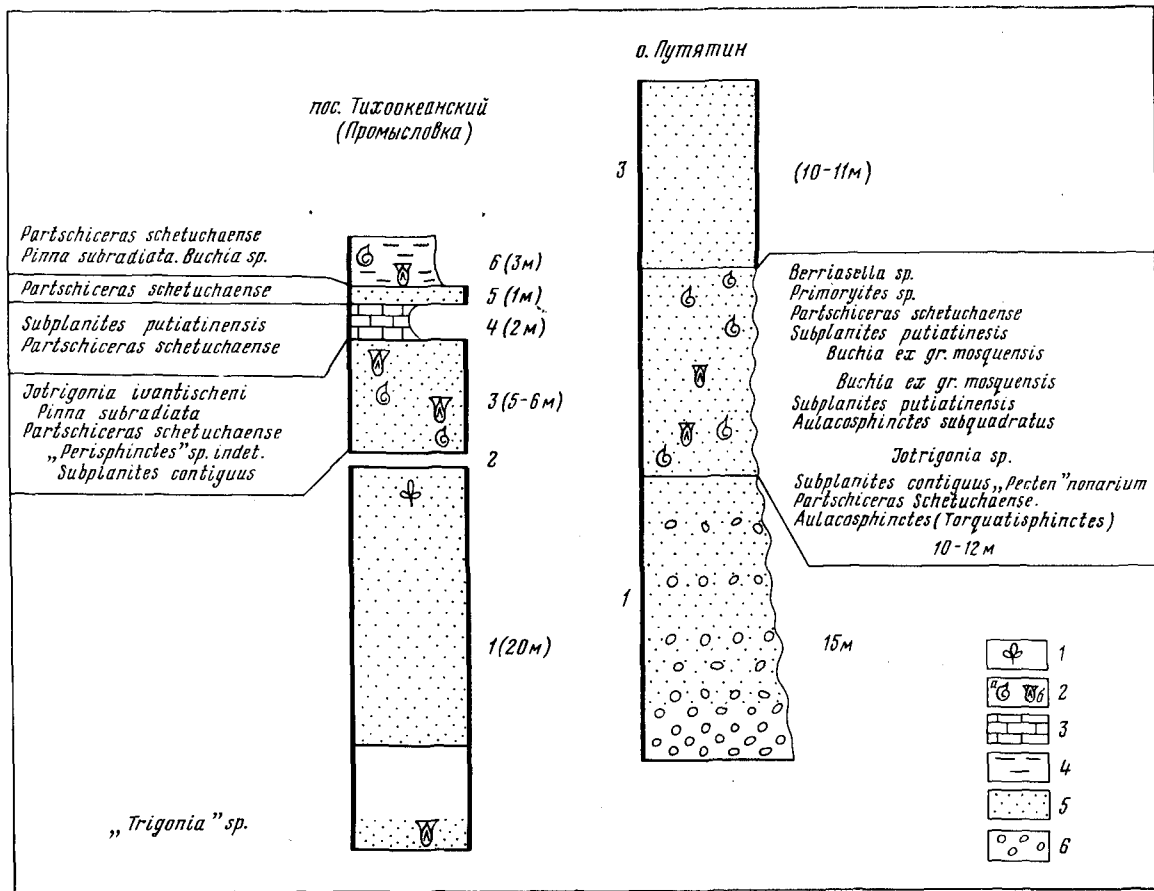 о. Путятин
пос. Тихоокеанский
(Промысловка)
Partschiceras schetuchaense
Pinna subradiata. Buchia sp.
Partschiceras schetuchaense
Subplanites putiatinensis
Partschiceras schetuchaense
Jotrigonia ivantischeni
Pinna subradiata
Partschiceras schetuchaense
„Perisphinctes" sp. indet.
Subplanites contiguus
„Trigonia" sp.
6 (3м)
5 (1м)
4 (2м)
3 (5-6м)
2
1 (20м)
3
(10-11м)
Berriasella sp.
Primoryites sp.
Partschiceras schetuchaense
Subplanites putiatinesis
Buchia ex gr. mosquensis
Buchia ex gr. mosquensis
Subplanites putiatinensis
Aulacosphinctes subquadratus.
Jotrigonia sp.
Subplanites contiguus „Pecten" nonarium
Partschiceras Schetuchaense.
Aulacosphinctes (Torquatisphinctes)
10-12 м
1
15м
1
а б 2
3
4
5
6